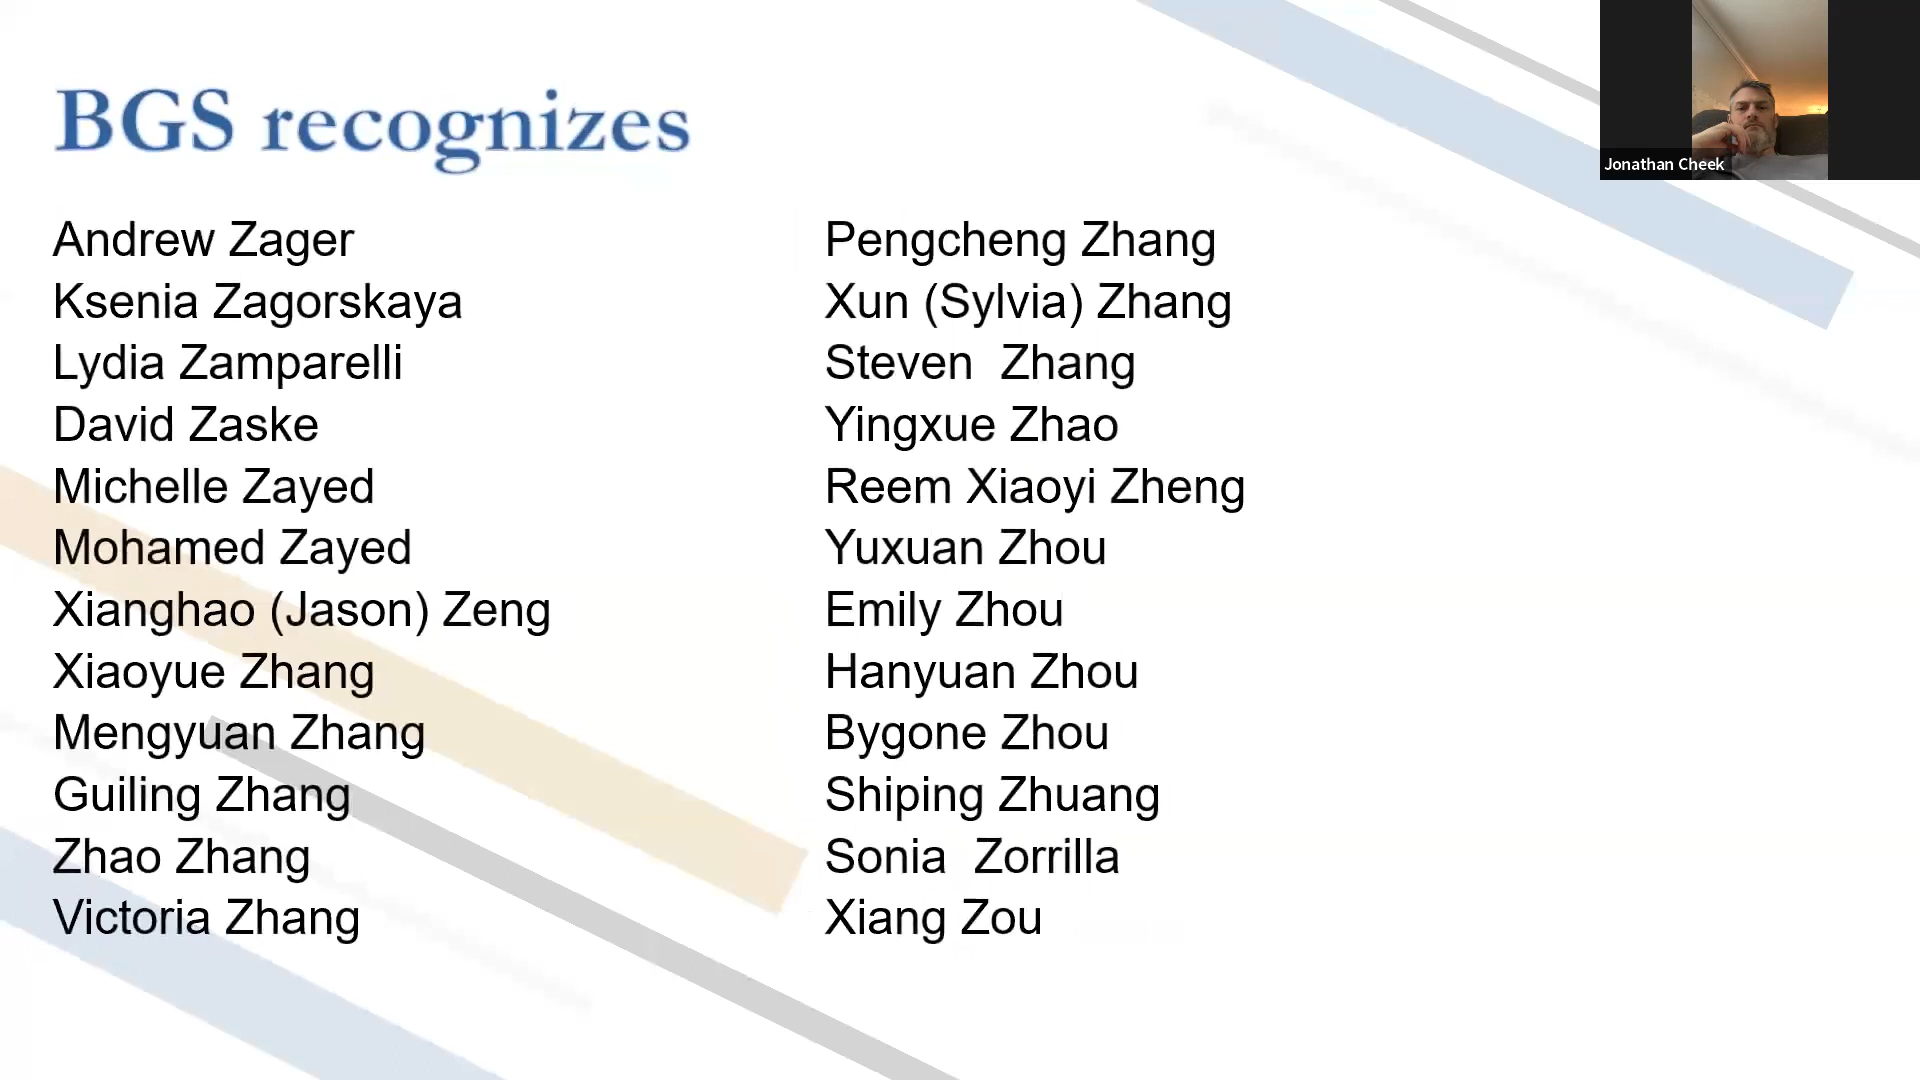 BGS recognizes
Andrew Zager
Ksenia Zagorskaya
Lydia Zamparelli
David Zaske
Michelle Zayed
Mohamed Zayed
Xianghao (Jason) Zeng
Xiaoyue Zhang
Mengyuan Zhang
Guiling Zhang
Zhao Zhang
Victoria Zhang
Pengcheng Zhang
Xun (Sylvia) Zhang
Steven  Zhang
Yingxue Zhao
Reem Xiaoyi Zheng
Yuxuan Zhou
Emily Zhou
Hanyuan Zhou
Bygone Zhou
Shiping Zhuang
Sonia  Zorrilla
Xiang Zou
Jonathan Cheek